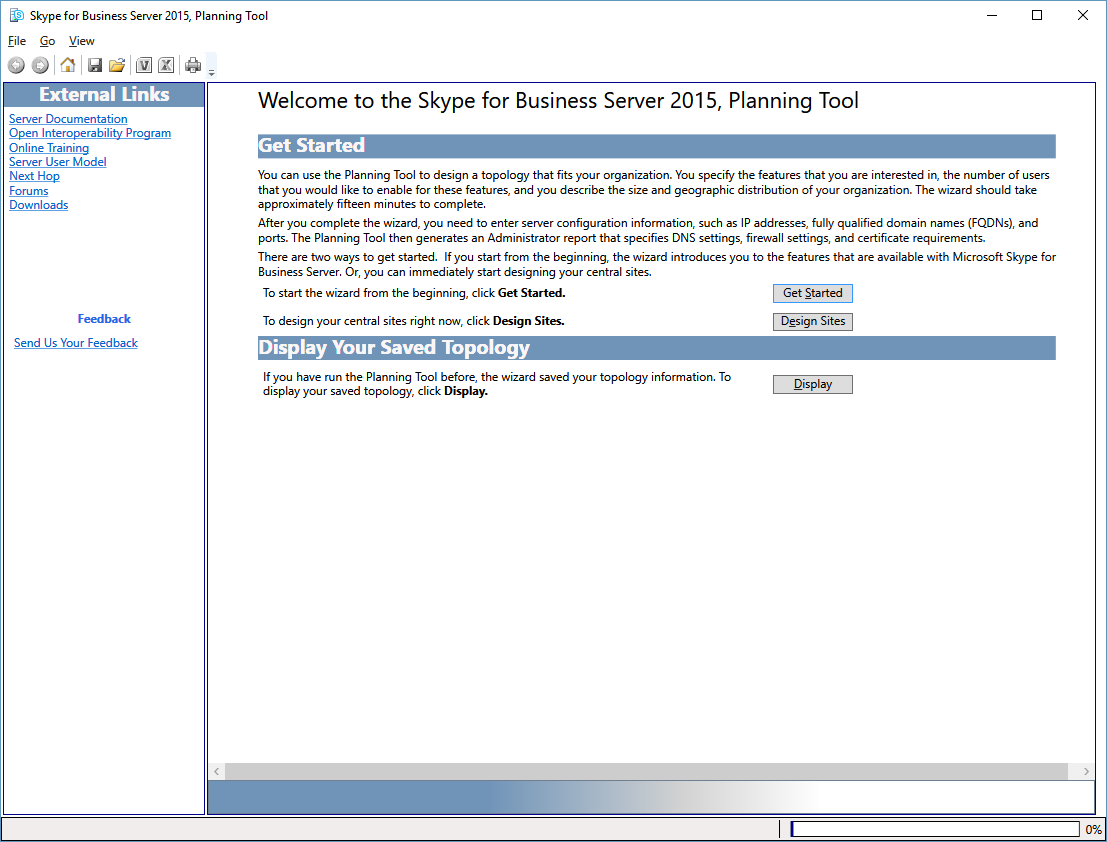 Skype for Business Server 2015, Planning Tool
File Go View
V X
External Links
Server Documentation
Open Interoperability Program
Online Training
Server User Model
Next Hop
Forums
Downloads
Feedback
Send Us Your Feedback
Welcome to the Skype for Business Server 2015, Planning Tool
Get Started
You can use the Planning Tool to design a topology that fits your organization. You specify the features that you are interested in, the number of users
that you would like to enable for these features, and you describe the size and geographic distribution of your organization. The wizard should take
approximately fifteen minutes to complete.
After you complete the wizard, you need to enter server configuration information, such as IP addresses, fully qualified domain names (FQDNs), and
ports. The Planning Tool then generates an Administrator report that specifies DNS settings, firewall settings, and certificate requirements.
There are two ways to get started.  If you start from the beginning, the wizard introduces you to the features that are available with Microsoft Skype for
Business Server. Or, you can immediately start designing your central sites.
To start the wizard from the beginning, click Get Started. Get Started
To design your central sites right now, click Design Sites. Design Sites
Display Your Saved Topology
If you have run the Planning Tool before, the wizard saved your topology information. To
display your saved topology, click Display.
Display
0%